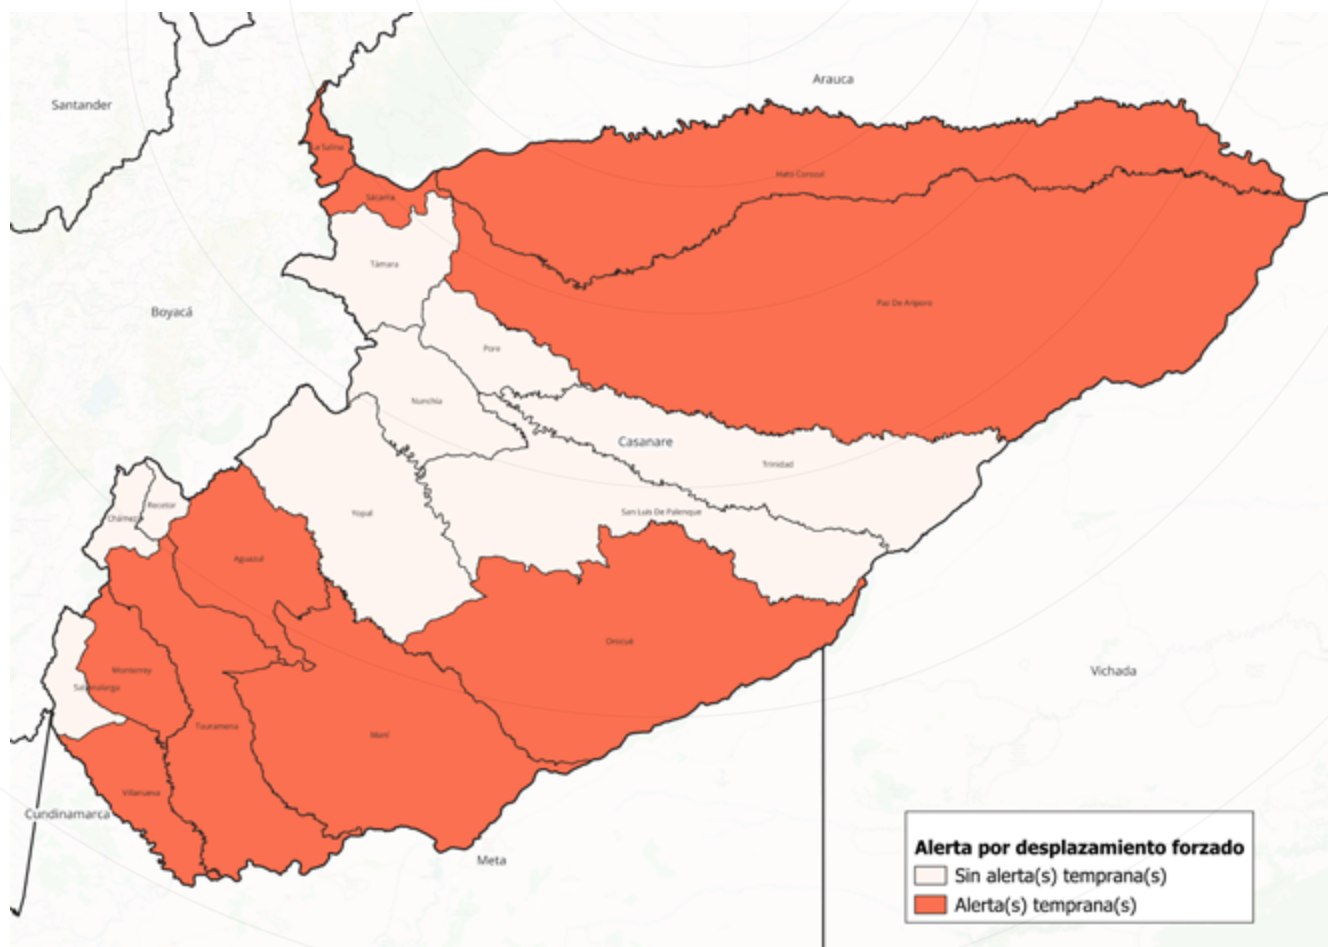 Arauca
Santander
La Salina
Hato Corozal
Sácama
Támara
Paz De Ariporo
Boyacá
Pore
Nunchía
Casanare
Trinidad
Recetor
Yopal
San Luis De Palenque
Chámeza
Aguazul
Orocué
Monterrey
Vichada
Sabanalarga
Tauramena
Maní
Villanueva
Cundinamarca
Meta
Alerta por desplazamiento forzado
Sin alerta(s) temprana(s)
Alerta(s) temprana(s)